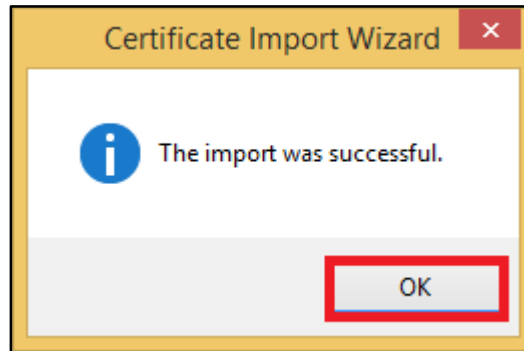 Certificate Import Wizard
The import was successful.
OK